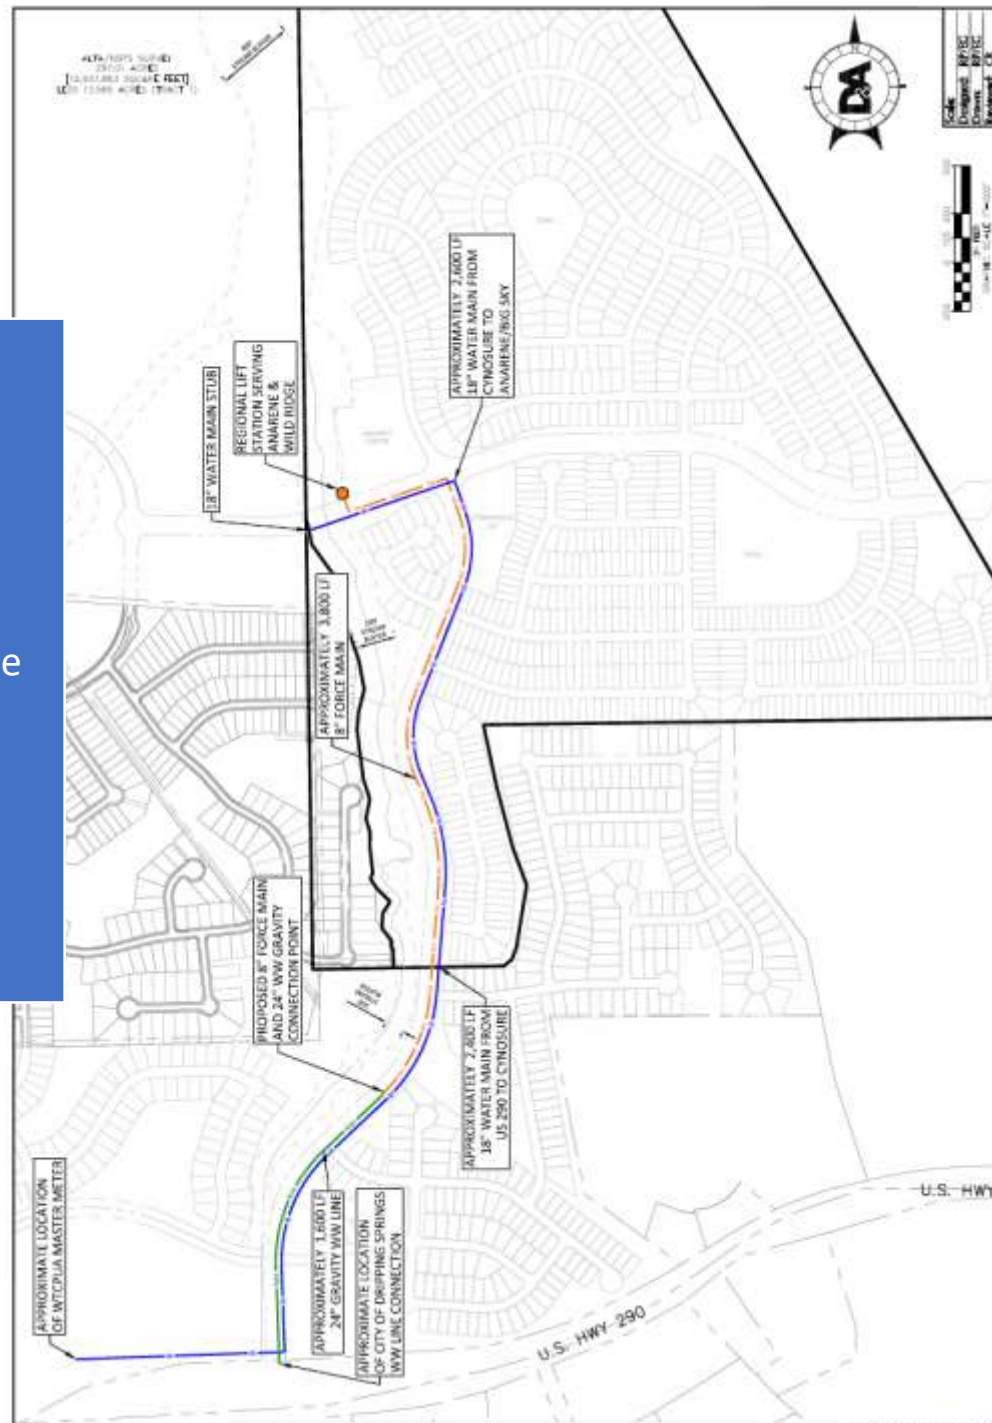 18" WATER MAIN STUB
REGIONAL LIFT
STATION SERVING
ANARENE &
WILD RIDGE
APPROXIMATELY 2,600 LF
18" WATER MAIN FROM
CYNOSURE TO
ANARENE/BIG SKY
APPROXIMATELY 3,800 LF
8" FORCE MAIN
PROPOSED 8" FORCE MAIN
AND 24" WW GRAVITY
CONNECTION POINT
APPROXIMATELY 2,400 LF
18" WATER MAIN FROM
US 290 TO CYNOSURE
APPROXIMATE LOCATION
OF WTCPUA MASTER METER
APPROXIMATELY 1,600 LF
24" GRAVITY WW LINE
APPROXIMATE LOCATION
OF CITY OF DRIPPING SPRINGS
WW LINE CONNECTION
U.S. HWY 290
U.S. HWY
D&A
Scale:
Designed:
Drawn:
Reviewed:
e